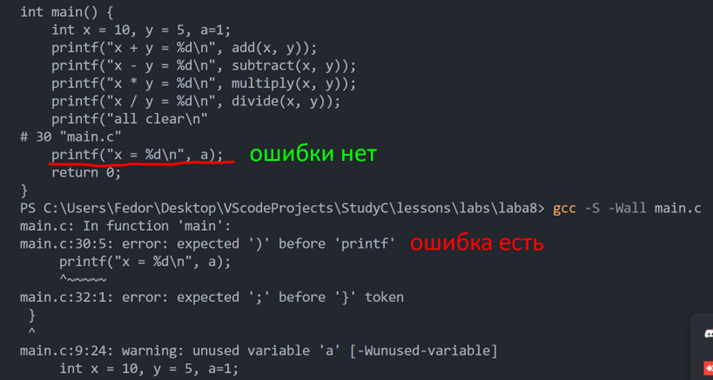 int main() {
    int x = 10, y = 5, a=1;
    printf("x + y = %d\n", add(x, y));
    printf("x - y = %d\n", subtract(x, y));
    printf("x * y = %d\n", multiply(x, y));
    printf("x / y = %d\n", divide(x, y));
    printf("all clear\n"
# 30 "main.c"
    printf("x = %d\n", a); ошибки нет
    return 0;
}
PS C:\Users\Fedor\Desktop\VScodeProjects\StudyC\lessons\labs\laba8> gcc -S -Wall main.c
main.c: In function 'main':
main.c:30:5: error: expected ')' before 'printf' ошибка есть
     printf("x = %d\n", a);
     ^~~~~~
main.c:32:1: error: expected ';' before '}' token
 }
 ^
main.c:9:24: warning: unused variable 'a' [-Wunused-variable]
     int x = 10, y = 5, a=1;